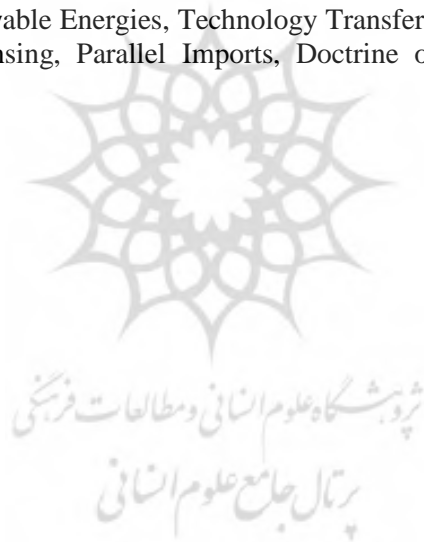 vable Energies, Technology Transfer
nsing, Parallel Imports, Doctrine o
پژوهشگاه علوم انسانی و مطالعات فرهنگی
پرتال جامع علوم انسانی